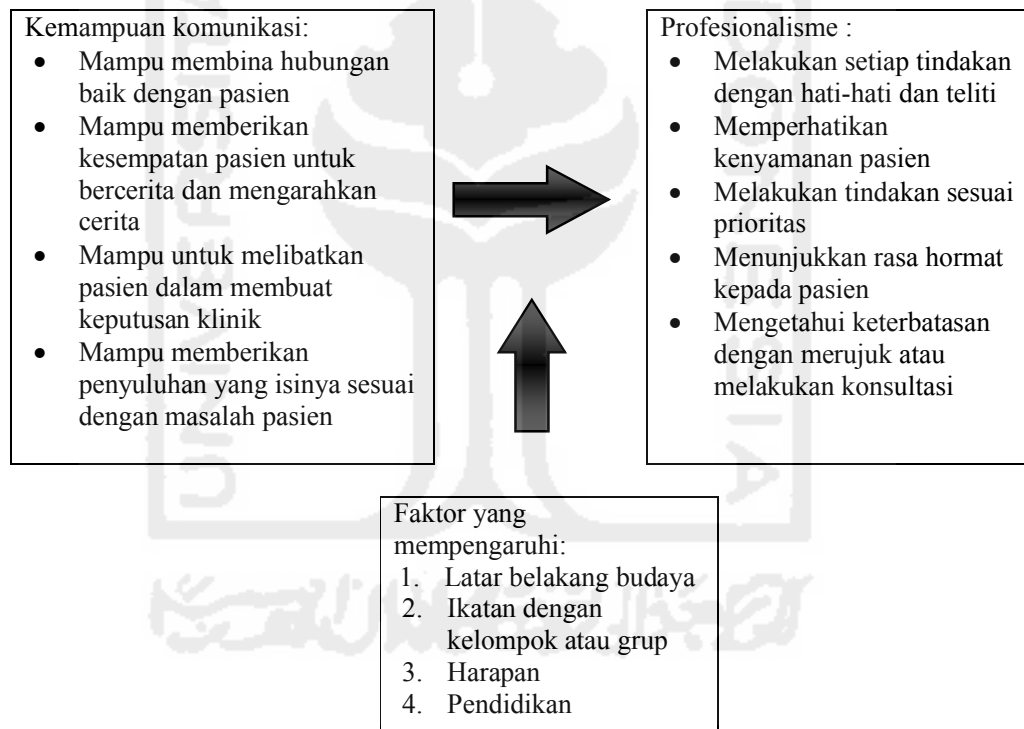 Kemampuan komunikasi:
• Mampu membina hubungan
baik dengan pasien
• Mampu memberikan
kesempatan pasien untuk
bercerita dan mengarahkan
cerita
• Mampu untuk melibatkan
pasien dalam membuat
keputusan klinik
• Mampu memberikan
penyuluhan yang isinya sesuai
dengan masalah pasien
Profesionalisme :
• Melakukan setiap tindakan
dengan hati-hati dan teliti
• Memperhatikan
kenyamanan pasien
• Melakukan tindakan sesuai
prioritas
• Menunjukkan rasa hormat
kepada pasien
• Mengetahui keterbatasan
dengan merujuk atau
melakukan konsultasi
Faktor yang
mempengaruhi:
1. Latar belakang budaya
2. Ikatan dengan
kelompok atau grup
3. Harapan
4. Pendidikan